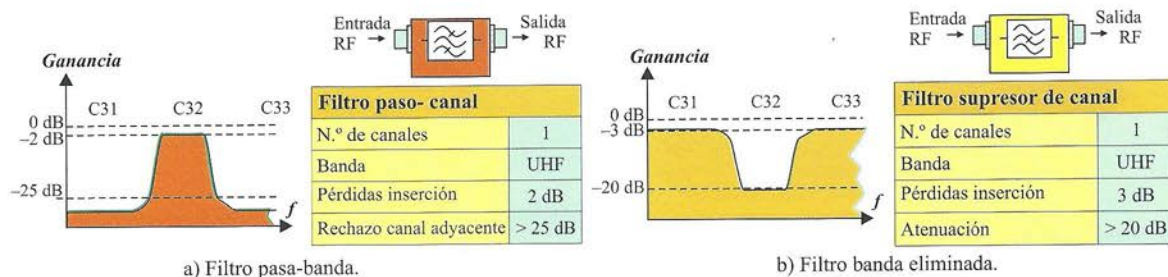 Entrada
RF
Salida
RF
Ganancia
C31 C32 C33
0 dB
–2 dB
–25 dB
f
Filtro paso- canal
N.º de canales 1
Banda UHF
Pérdidas inserción 2 dB
Rechazo canal adyacente > 25 dB
a) Filtro pasa-banda.
Entrada
RF
Salida
RF
Ganancia
C31 C32 C33
0 dB
–3 dB
–20 dB
f
Filtro supresor de canal
N.º de canales 1
Banda UHF
Pérdidas inserción 3 dB
Atenuación > 20 dB
b) Filtro banda eliminada.